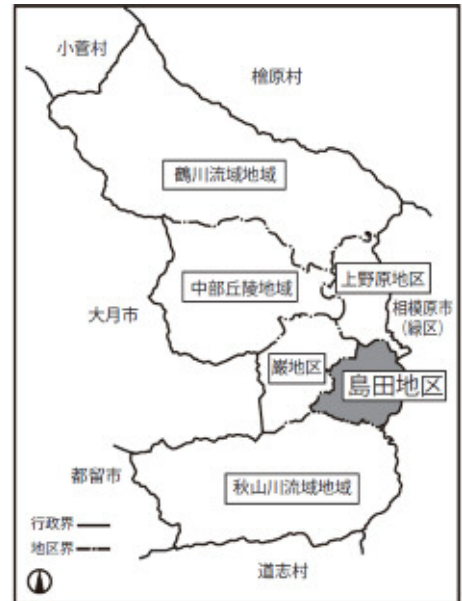 小菅村
檜原村
鶴川流域地域
上野原地区
中部丘陵地域
相模原市
(緑区)
大月市
巌地区
島田地区
都留市
秋山川流域地域
行政界
地区界
道志村